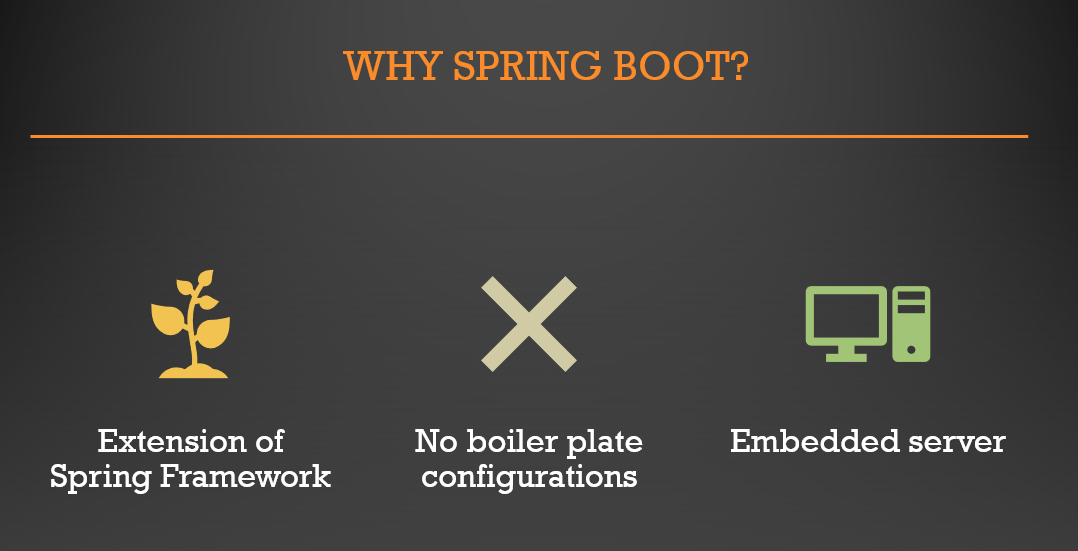 WHY SPRING BOOT?
Extension of
Spring Framework
No boiler plate
configurations
Embedded server